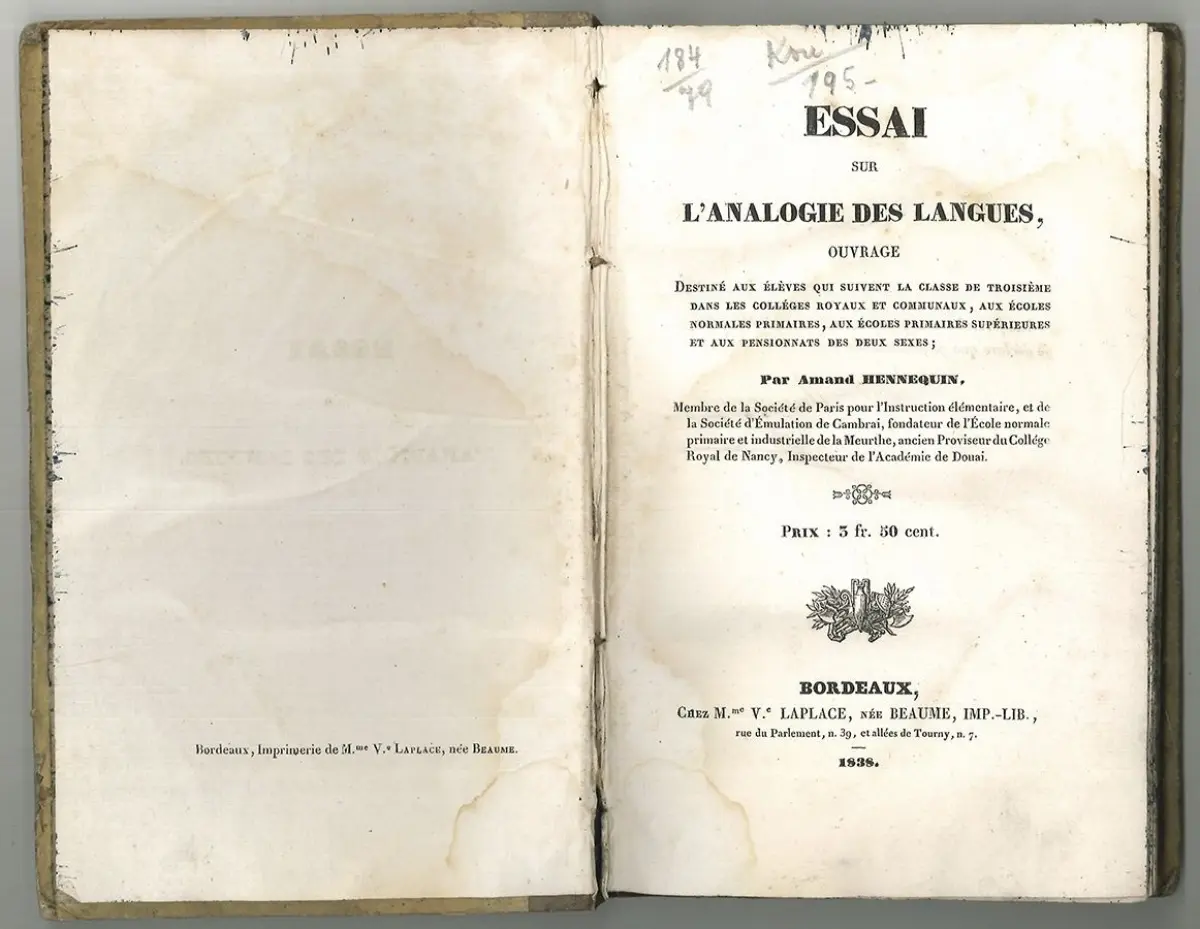 Bordeaux, Imprimerie de M.me V.e LAPLACE, née BEAUME.
184
79
195-
ESSAI
SUR
L'ANALOGIE DES LANGUES,
OUVRAGE
DESTINÉ AUX ÉLÈVES QUI SUIVENT LA CLASSE DE TROISIÈME
DANS LES COLLÉGES ROYAUX ET COMMUNAUX, AUX ÉCOLES
NORMALES PRIMAIRES, AUX ÉCOLES PRIMAIRES SUPÉRIEURES
ET AUX PENSIONNATS DES DEUX SEXES;
Par Amand HENNEQUIN,
Membre de la Société de Paris pour l'Instruction élémentaire, et de
la Société d'Émulation de Cambrai, fondateur de l'École normale
primaire et industrielle de la Meurthe, ancien Proviseur du Collége
Royal de Nancy, Inspecteur de l'Académie de Douai.
PRIX : 3 fr. 50 cent.
BORDEAUX,
CHEZ M.me V.e LAPLACE, NÉE BEAUME, IMP.-LIB.,
rue du Parlement, n. 39, et allées de Tourny, n. 7.
1838.